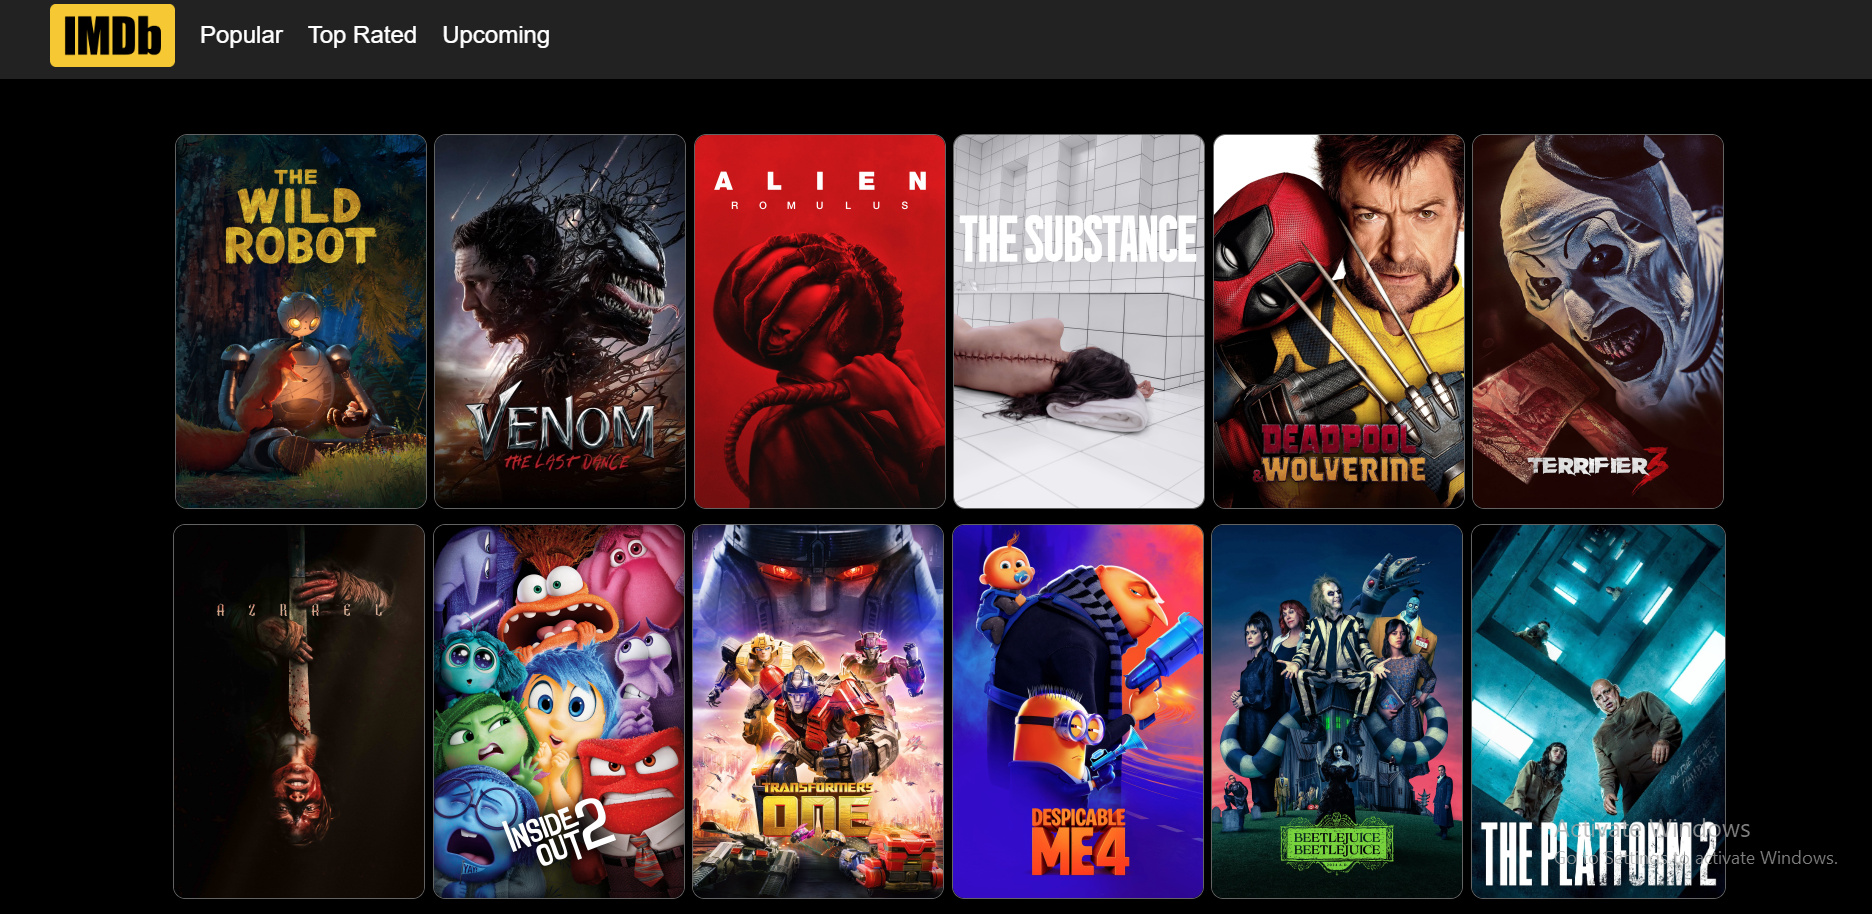 IMDb Popular Top Rated Upcoming
THE
WILD
ROBOT
VENOM
THE LAST DANCE
ALIEN
ROMULUS
THE SUBSTANCE
DEADPOOL
& WOLVERINE
TERRIFIER 3
AZRAEL
INSIDE
OUT 2
TRANSFORMERS
ONE
DESPICABLE
ME 4
BEETLEJUICE
BEETLEJUICE
THE PLATFORM 2
Activate Windows
Go to Settings to activate Windows.